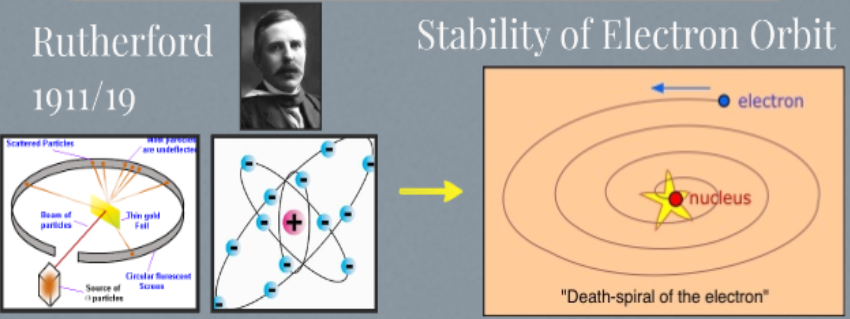 Rutherford
1911/19
Stability of Electron Orbit
Scattered Particles
Most particles
are undeflected
Beam of
particles
Thin gold
Foil
Circular flurescent
Screen
Source of
α particles
-
-
-
-
-
-
-
-
-
-
-
-
+
electron
nucleus
"Death-spiral of the electron"